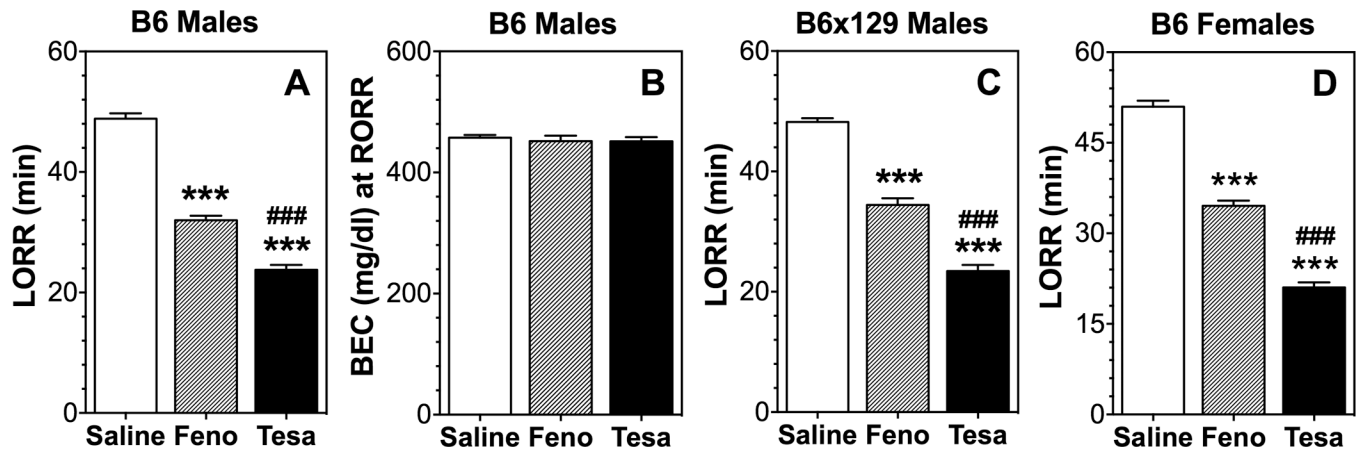 B6 Males
A
LORR (min)
60
40
20
0
***
###
***
Saline Feno Tesa
B6 Males
B
BEC (mg/dl) at RORR
600
400
200
0
Saline Feno Tesa
B6x129 Males
C
LORR (min)
60
40
20
0
***
###
***
Saline Feno Tesa
B6 Females
D
LORR (min)
60
45
30
15
0
***
###
***
Saline Feno Tesa